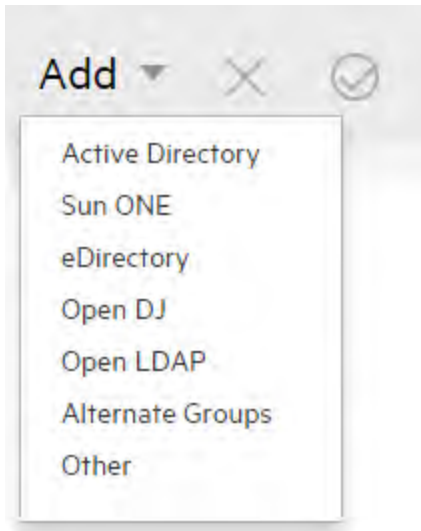 Add
Active Directory
Sun ONE
eDirectory
Open DJ
Open LDAP
Alternate Groups
Other